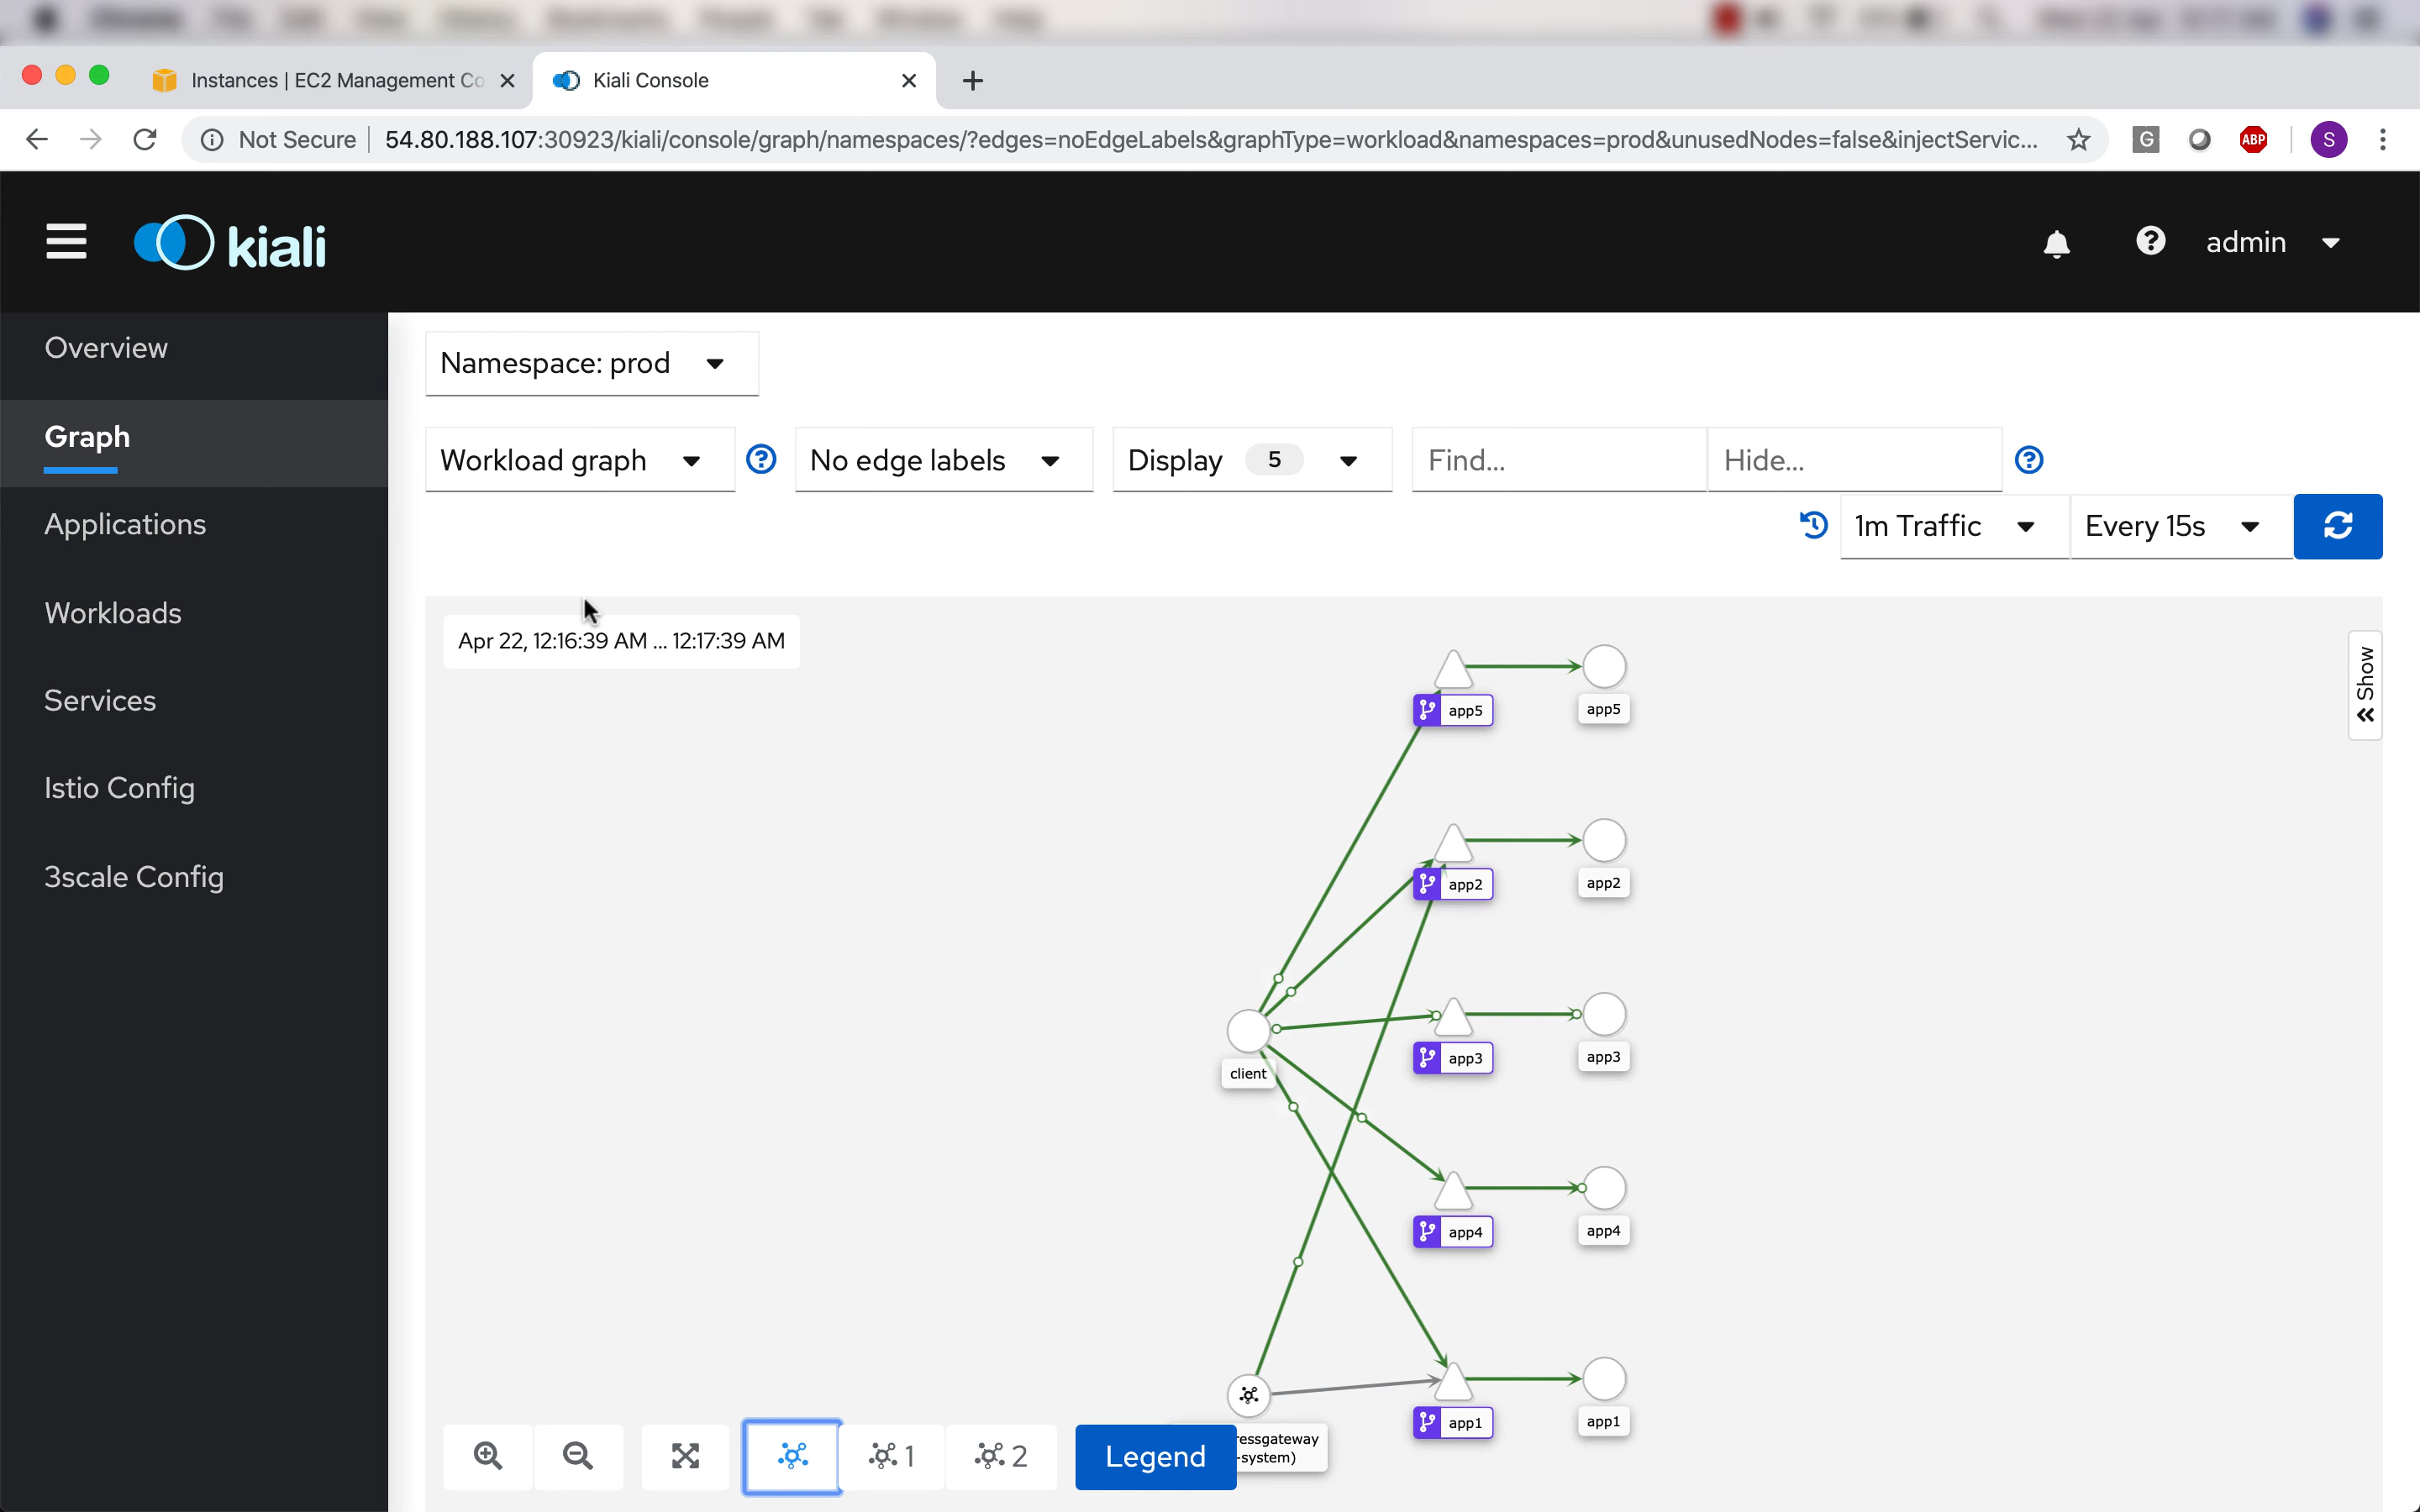 Instances | EC2 Management Co
Kiali Console
Not Secure
54.80.188.107:30923/kiali/console/graph/namespaces/?edges=noEdgeLabels&graphType=workload&namespaces=prod&unusedNodes=false&injectServic...
G
ABP
S
kiali
admin
Overview
Graph
Applications
Workloads
Services
Istio Config
3scale Config
Namespace: prod
Workload graph
No edge labels
Display 5
Find...
Hide...
1m Traffic
Every 15s
Apr 22, 12:16:39 AM ... 12:17:39 AM
Show
app5
app5
app2
app2
client
app3
app3
app4
app4
app1
app1
ressgateway
-system)
1
2
Legend